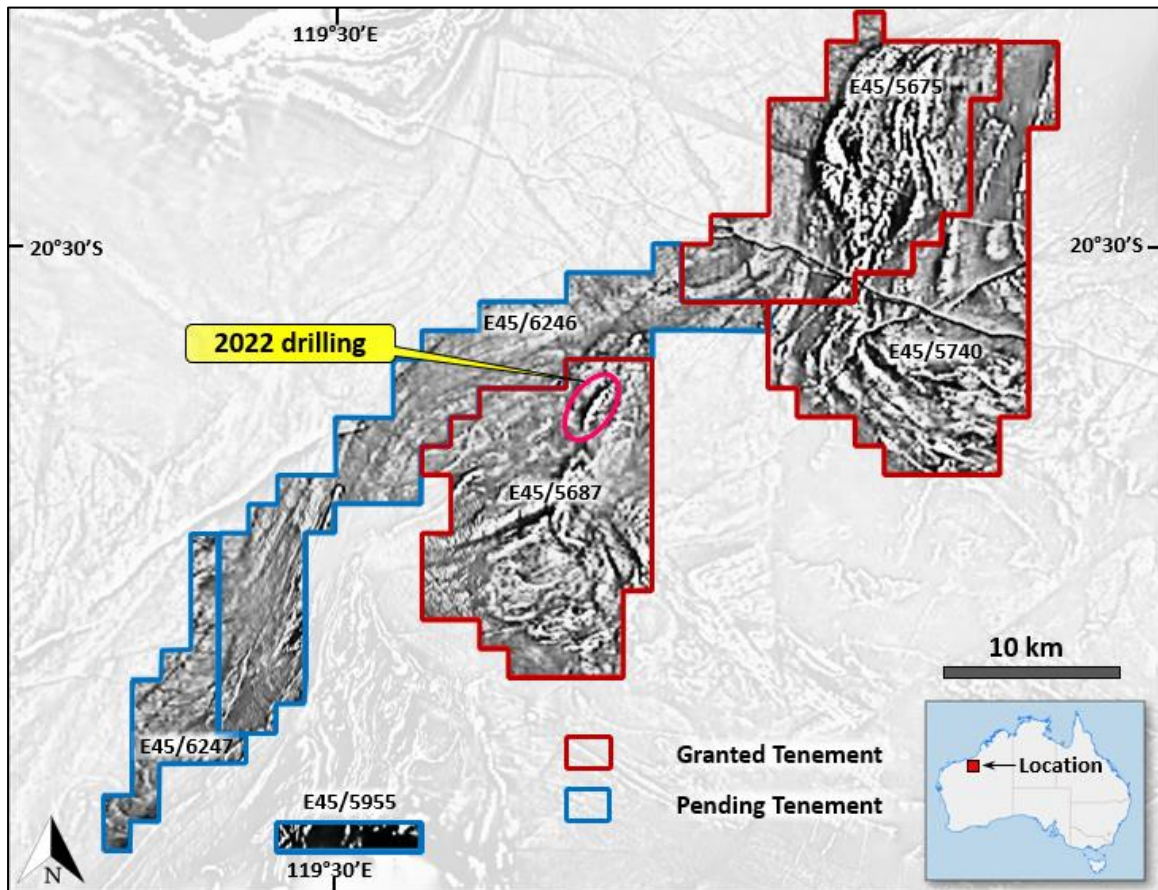 119°30'E
E45/5675
20°30'S
20°30'S
E45/6246
2022 drilling
E45/5740
E45/5687
10 km
E45/6247
Granted Tenement
Location
Pending Tenement
E45/5955
119°30'E
N